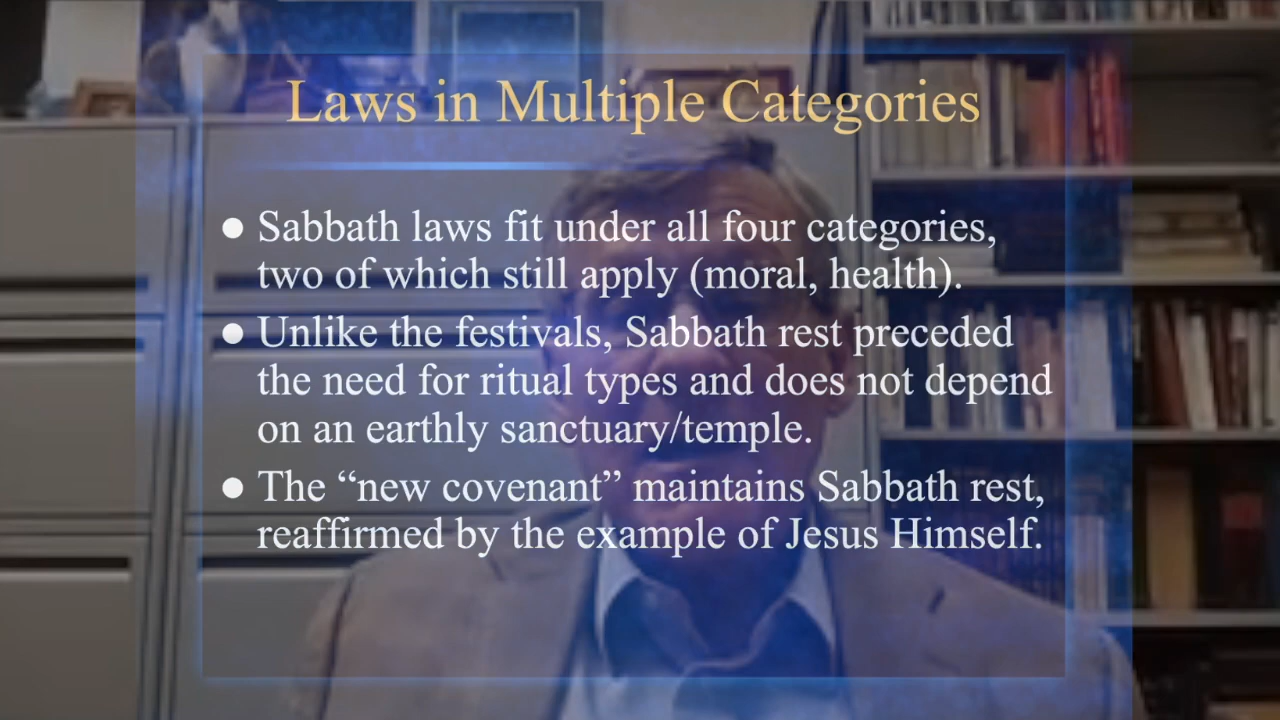 Laws in Multiple Categories
● Sabbath laws fit under all four categories,
two of which still apply (moral, health).
● Unlike the festivals, Sabbath rest preceded
the need for ritual types and does not depend
on an earthly sanctuary/temple.
● The “new covenant” maintains Sabbath rest,
reaffirmed by the example of Jesus Himself.